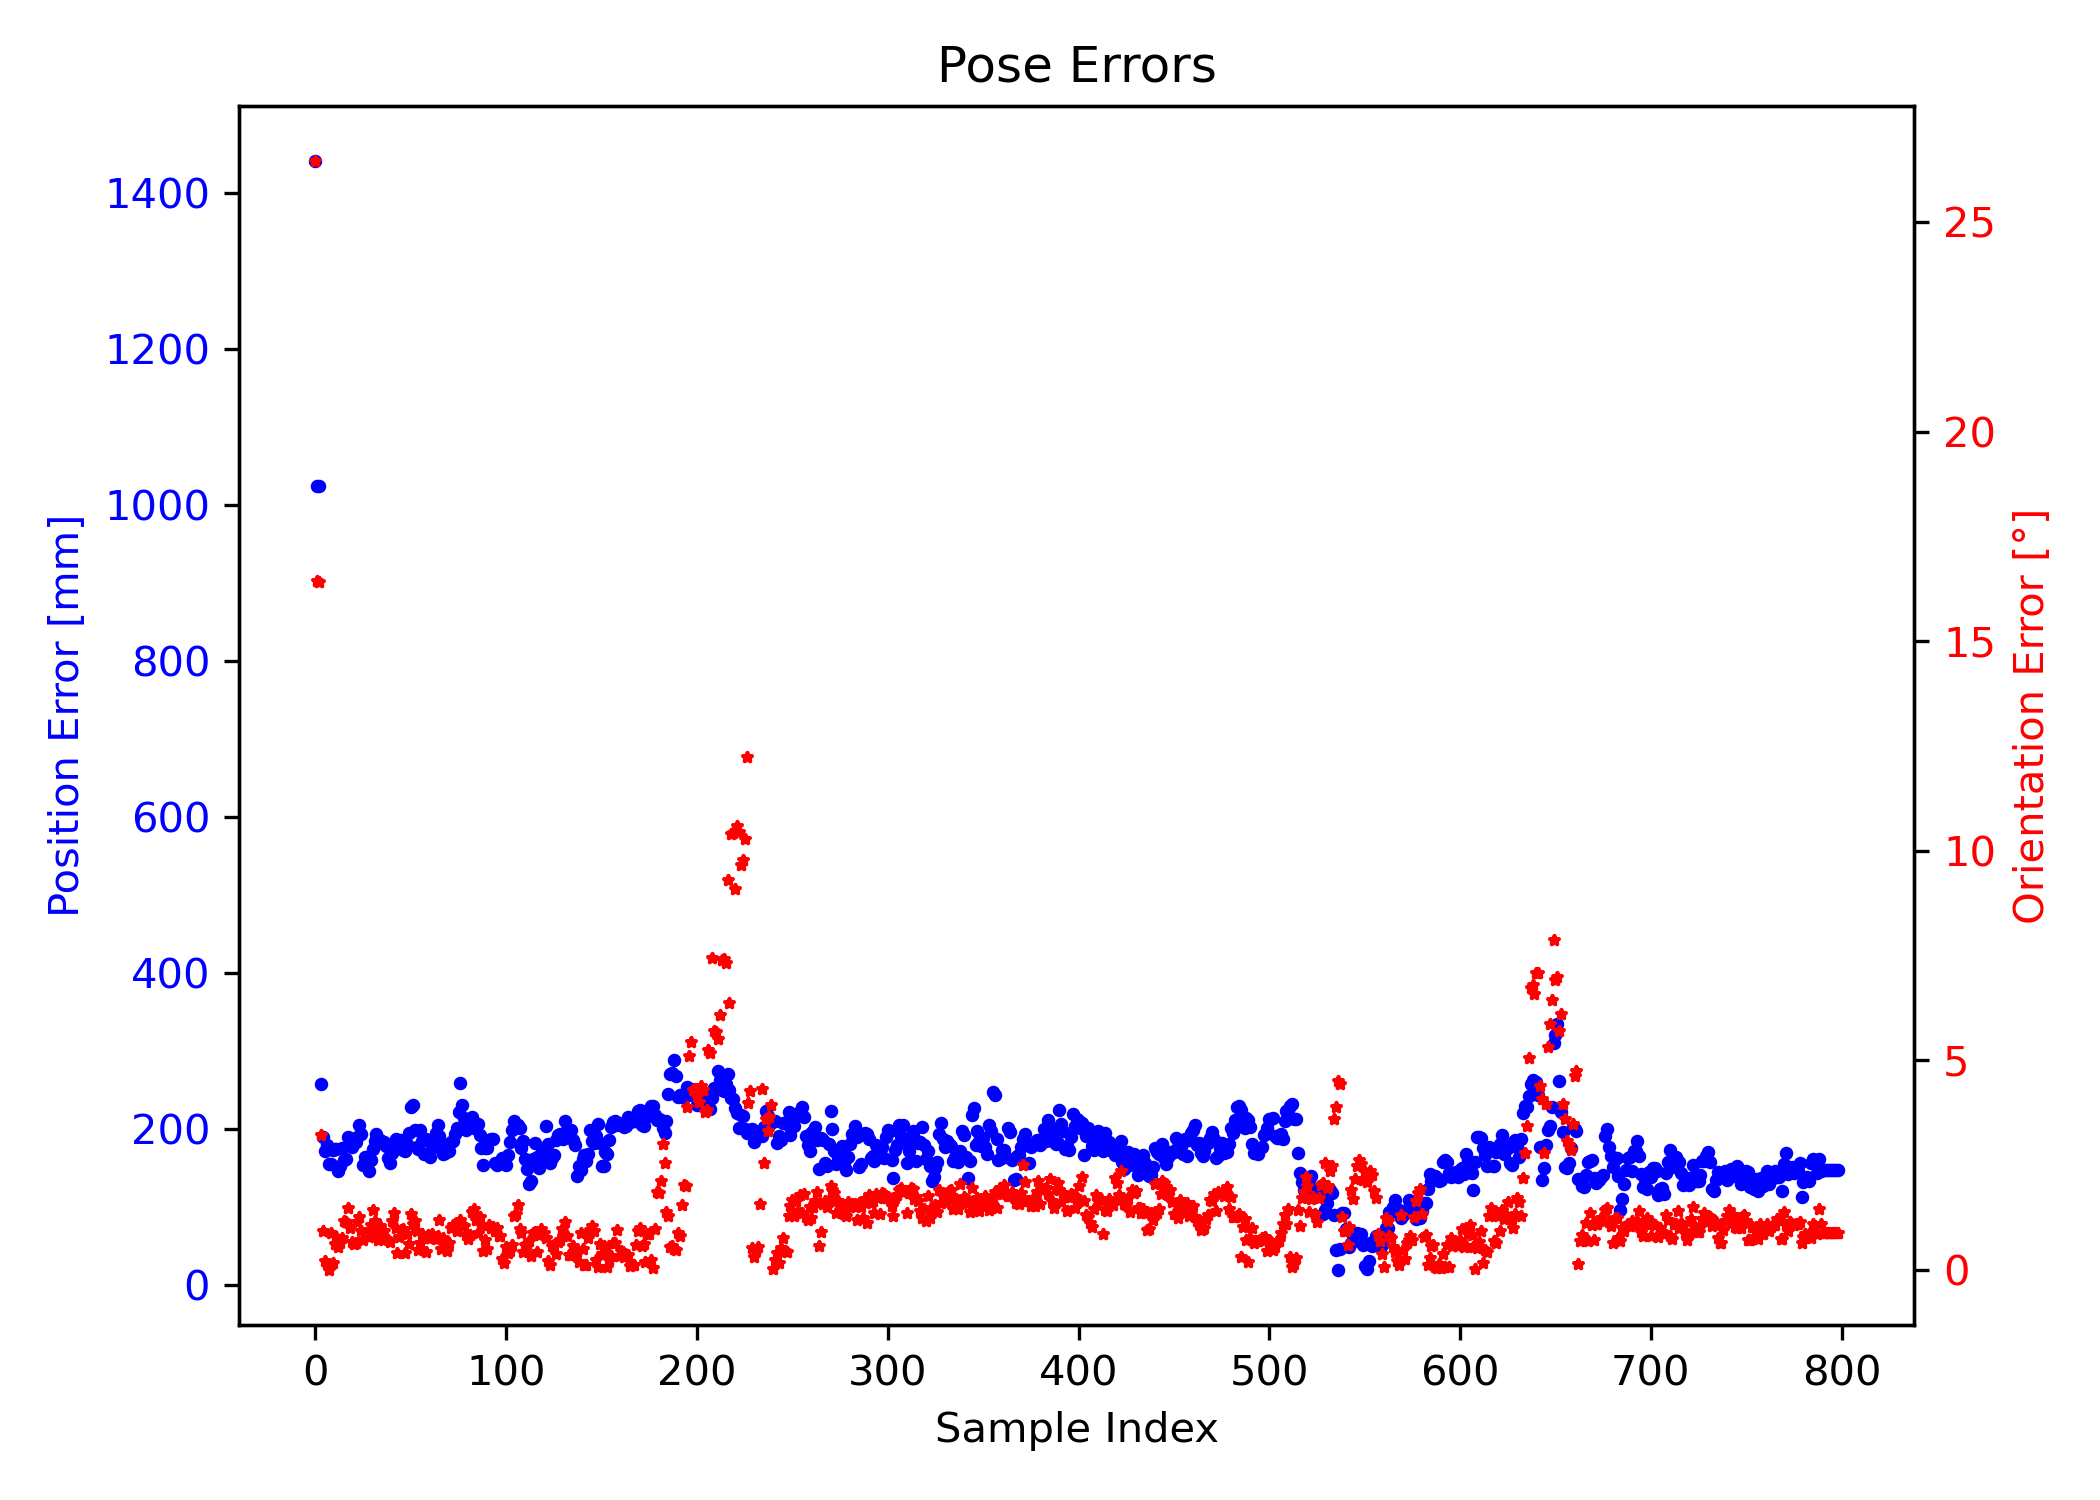 Pose Errors
Position Error [mm]
1400
1200
1000
800
600
400
200
0
25
20
15
10
5
0
Orientation Error [°]
0 100 200 300 400 500 600 700 800
Sample Index